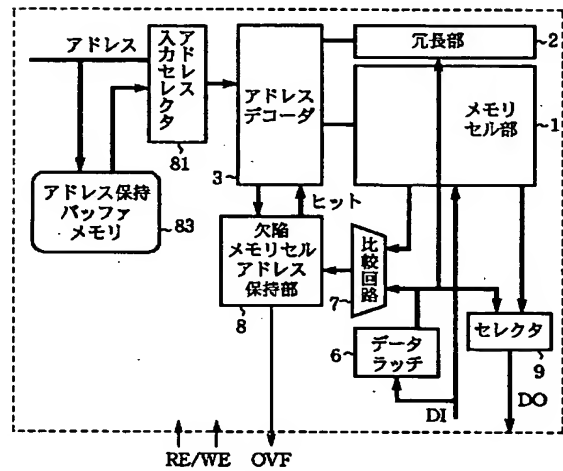 アドレス
アドレス
入力セレクタ
81
アドレス
デコーダ
3
冗長部
2
メモリ
セル部
1
アドレス保持
バッファ
メモリ
83
ヒット
欠陥
メモリセル
アドレス
保持部
8
比較回路
7
データ
ラッチ
6
セレクタ
9
DI
DO
RE/WE
OVF